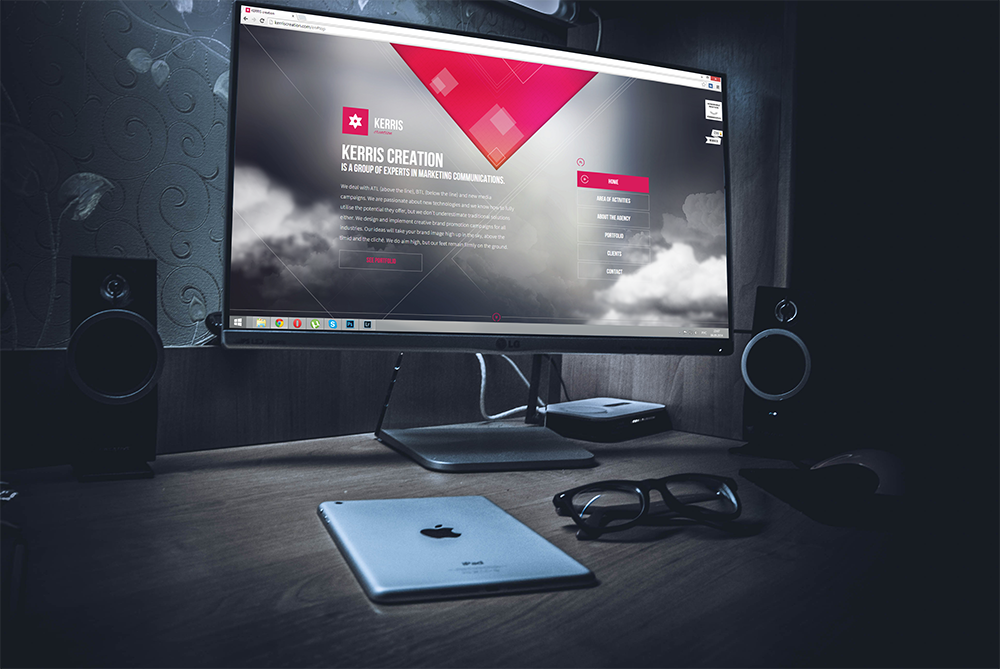 KERRIS creation
KERRIS
KERRIS CREATION
IS A GROUP OF EXPERTS IN MARKETING COMMUNICATIONS.
We deal with ATL (above the line), BTL (below the line) and new media
campaigns. We are passionate about new technologies and we know how to fully
utilise the potential they offer, but we don't underestimate traditional solutions
either. We design and implement creative brand promotion campaigns for all
industries. Our ideas will take your brand image high up in the sky, above the
timid and the cliché. We do aim high, but our feet remain firmly on the ground.
SEE PORTFOLIO
HOME
AREA OF ACTIVITIES
ABOUT THE AGENCY
PORTFOLIO
CLIENTS
CONTACT
LG
iPad